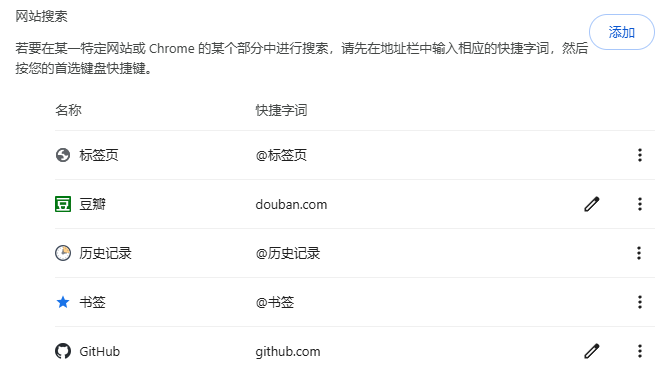 网站搜索
添加
若要在某一特定网站或 Chrome 的某个部分中进行搜索，请先在地址栏中输入相应的快捷字词，然后
按您的首选键盘快捷键。
名称 快捷字词
标签页 @标签页
豆 豆瓣 douban.com
历史记录 @历史记录
书签 @书签
GitHub github.com